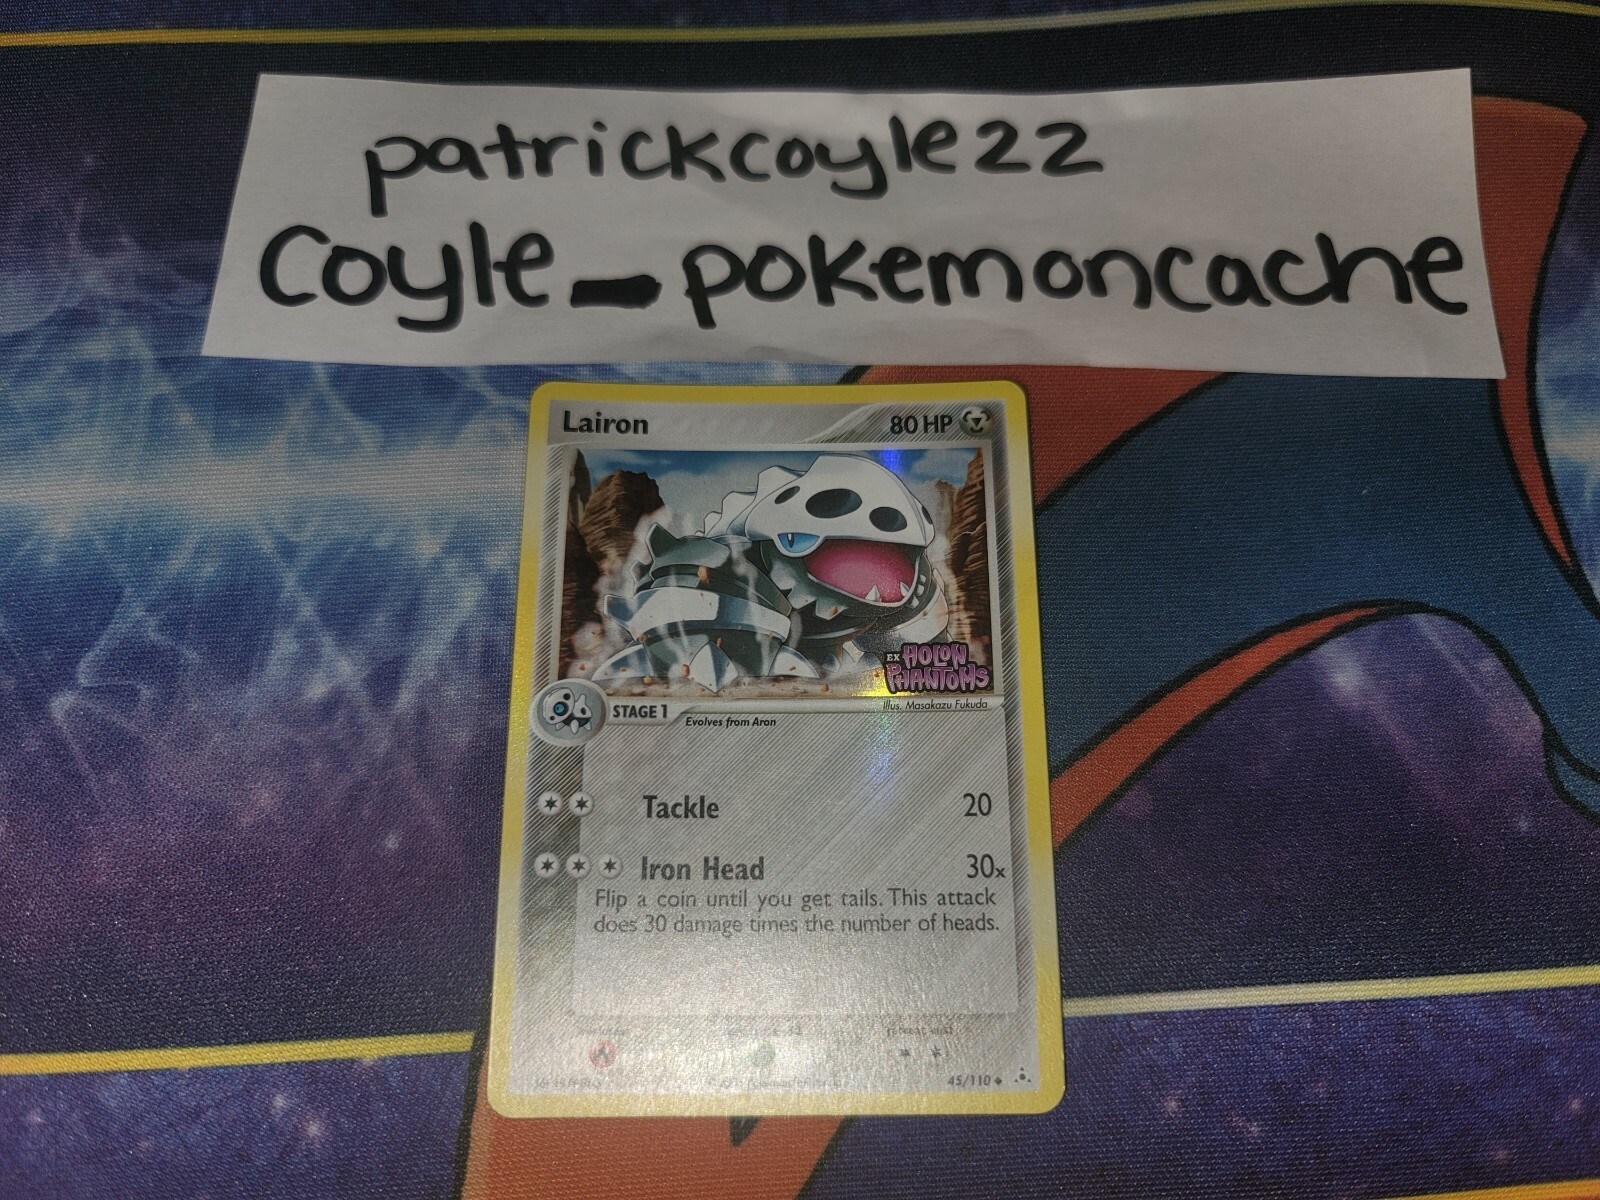 patrickcoyle22
Coyle_pokemoncache
Lairon 80 HP
EX HOLON PHANTOMS
Illus. Masakazu Fukuda
STAGE 1 Evolves from Aron
Tackle 20
Iron Head 30x
Flip a coin until you get tails. This attack
does 30 damage times the number of heads.
retreat cost
45/110